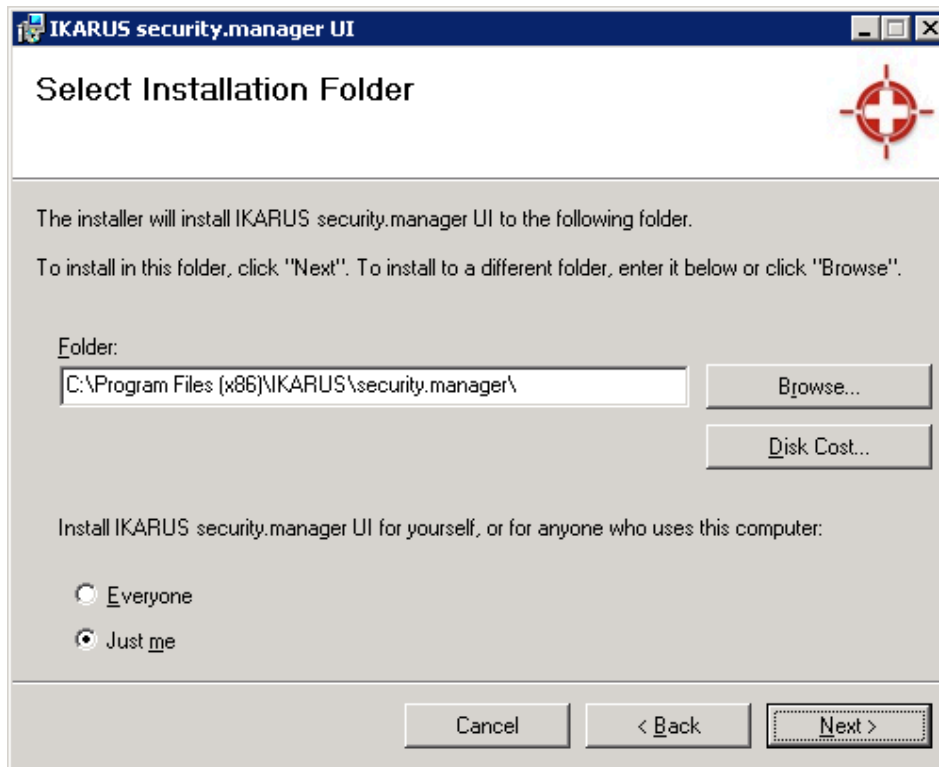 IKARUS security.manager UI
Select Installation Folder
The installer will install IKARUS security.manager UI to the following folder.
To install in this folder, click "Next". To install to a different folder, enter it below or click "Browse".
Folder:
C:\Program Files (x86)\IKARUS\security.manager\
Browse...
Disk Cost...
Install IKARUS security.manager UI for yourself, or for anyone who uses this computer:
Everyone
Just me
Cancel
< Back
Next >